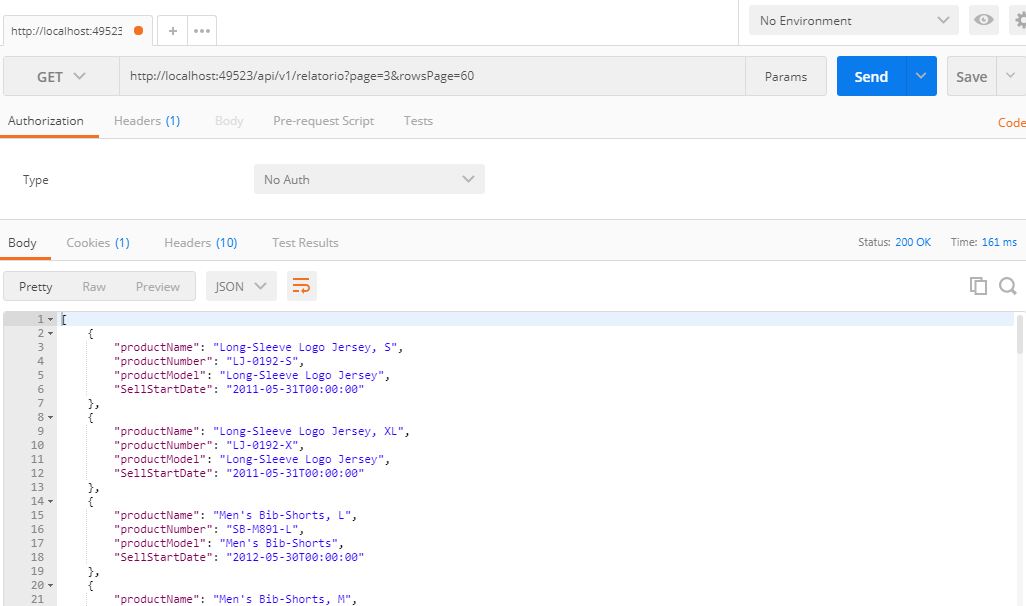 http://localhost:49523
+
•••
No Environment
GET
http://localhost:49523/api/v1/relatorio?page=3&rowsPage=60
Params
Send
Save
Authorization
Headers (1)
Body
Pre-request Script
Tests
Code
Type
No Auth
Body
Cookies (1)
Headers (10)
Test Results
Status: 200 OK
Time: 161 ms
Pretty
Raw
Preview
JSON
1 [
2 {
3 "productName": "Long-Sleeve Logo Jersey, S",
4 "productNumber": "LJ-0192-S",
5 "productModel": "Long-Sleeve Logo Jersey",
6 "SellStartDate": "2011-05-31T00:00:00"
7 },
8 {
9 "productName": "Long-Sleeve Logo Jersey, XL",
10 "productNumber": "LJ-0192-X",
11 "productModel": "Long-Sleeve Logo Jersey",
12 "SellStartDate": "2011-05-31T00:00:00"
13 },
14 {
15 "productName": "Men's Bib-Shorts, L",
16 "productNumber": "SB-M891-L",
17 "productModel": "Men's Bib-Shorts",
18 "SellStartDate": "2012-05-30T00:00:00"
19 },
20 {
21 "productName": "Men's Bib-Shorts, M",